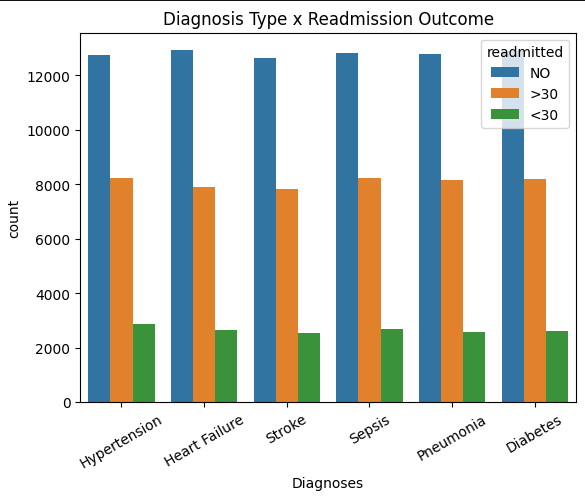 Diagnosis Type x Readmission Outcome
readmitted
NO
>30
<30
12000
10000
8000
6000
4000
2000
0
count
Hypertension
Heart Failure
Stroke
Sepsis
Pneumonia
Diabetes
Diagnoses